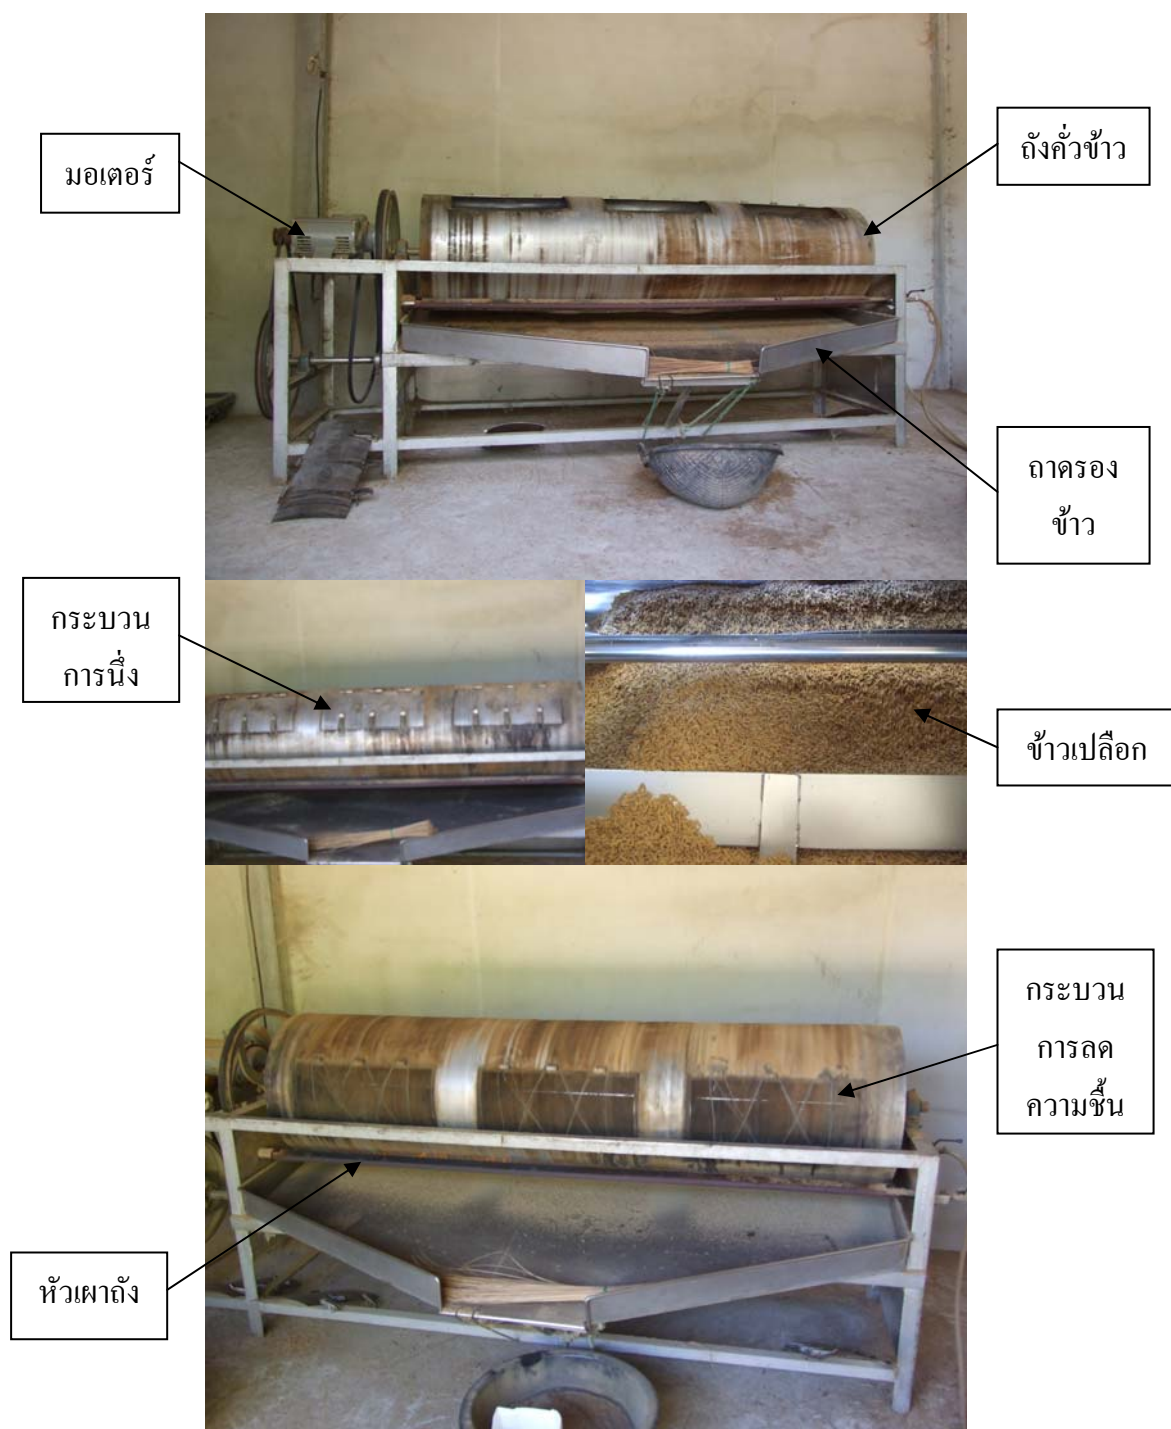 มอเตอร์
ถังคั่วข้าว
ถาดรอง
ข้าว
กระบวน
การนึ่ง
ข้าวเปลือก
กระบวน
การลด
ความชื้น
หัวเผาถัง